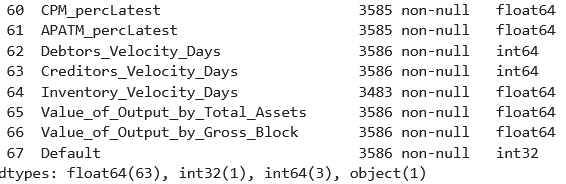 60 CPM_percLatest 3585 non-null float64
61 APATM_percLatest 3585 non-null float64
62 Debtors_Velocity_Days 3586 non-null int64
63 Creditors_Velocity_Days 3586 non-null int64
64 Inventory_Velocity_Days 3483 non-null float64
65 Value_of_Output_by_Total_Assets 3586 non-null float64
66 Value_of_Output_by_Gross_Block 3586 non-null float64
67 Default 3586 non-null int32
dtypes: float64(63), int32(1), int64(3), object(1)